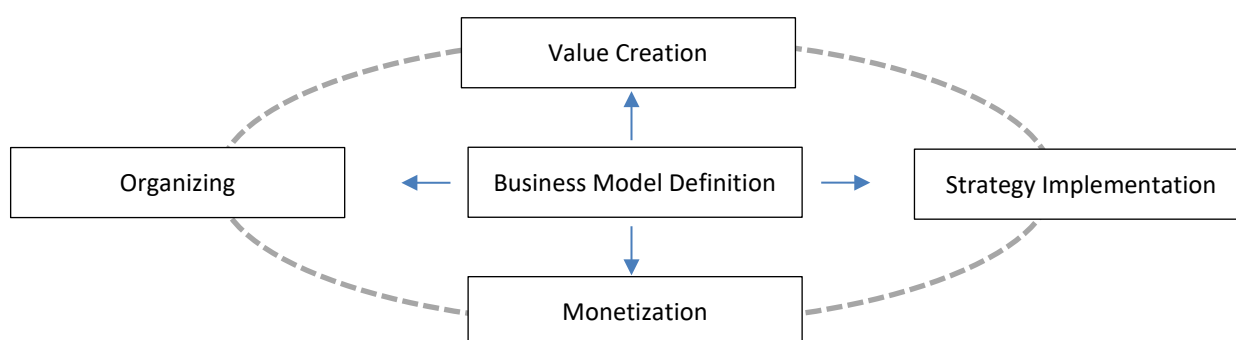 Value Creation
Organizing
Business Model Definition
Strategy Implementation
Monetization